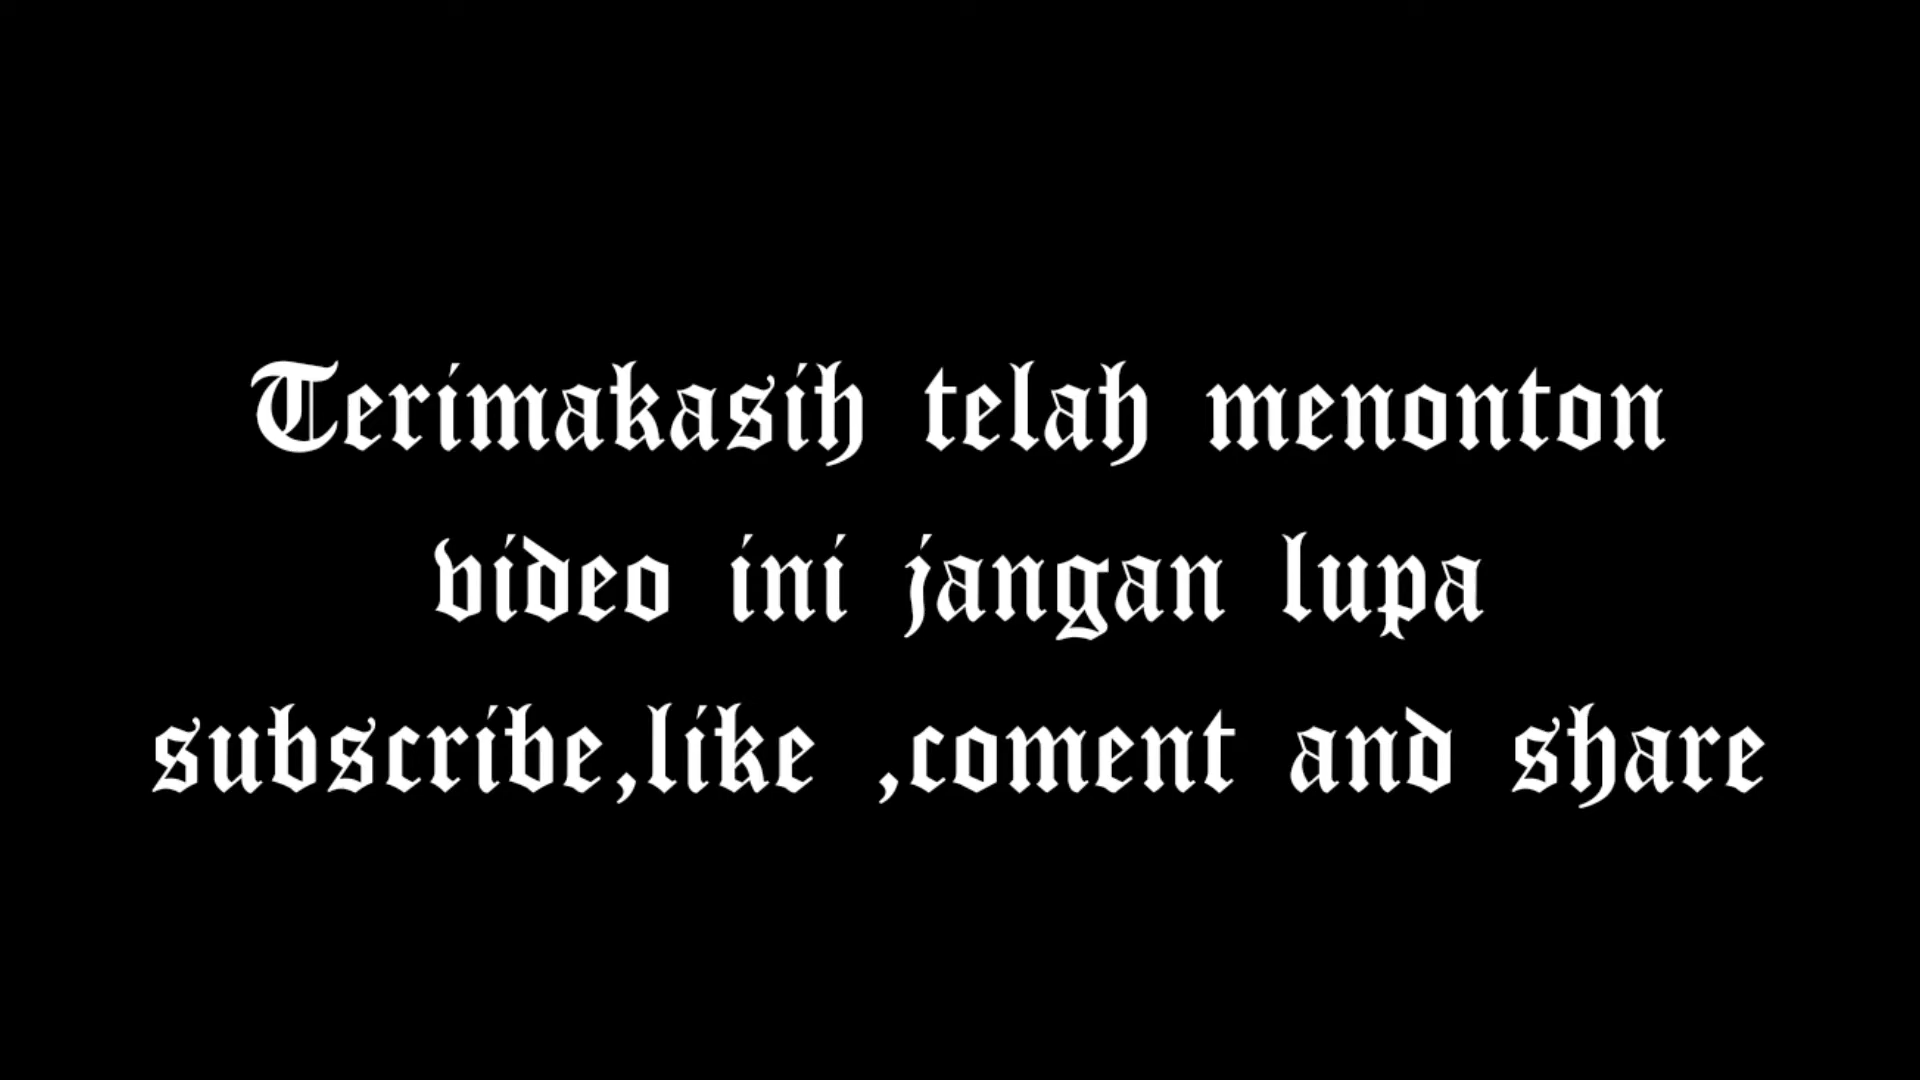 Terimakasih telah menonton
video ini jangan lupa
subscribe,like ,coment and share